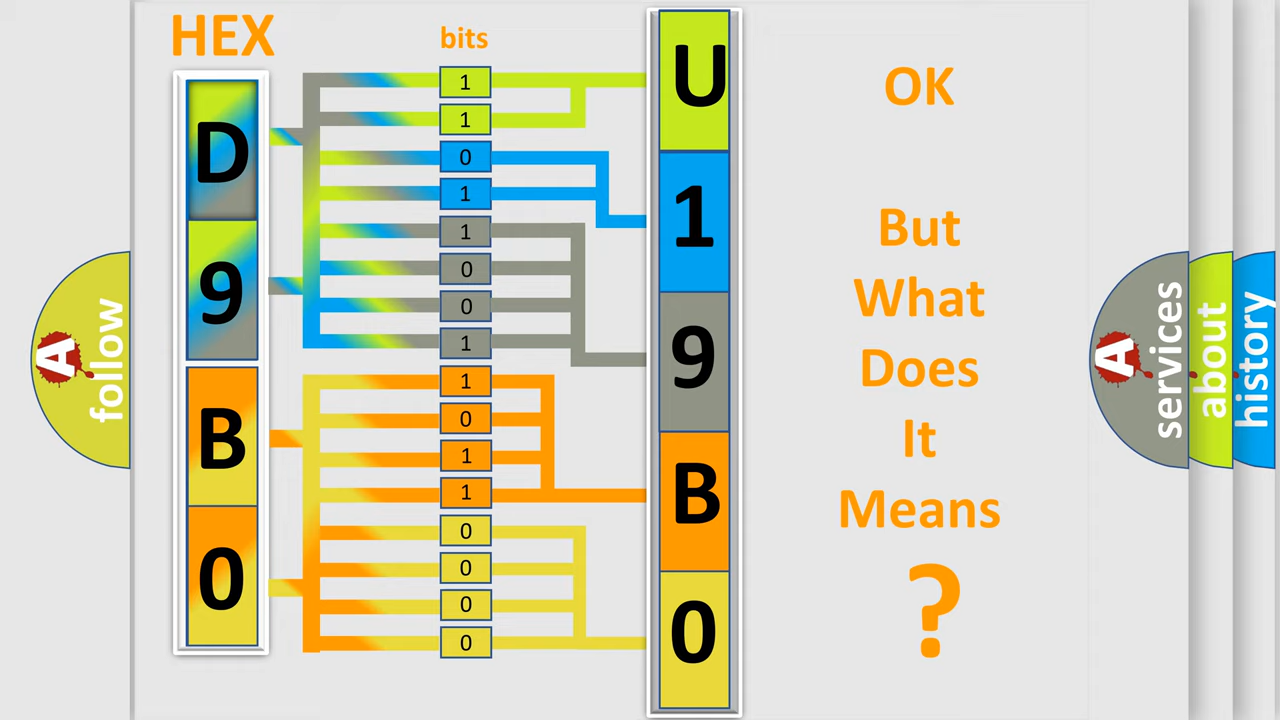 HEX
bits
D
9
B
0
1
1
0
1
1
0
0
1
1
0
1
1
0
0
0
0
U
1
9
B
0
OK
But
What
Does
It
Means
?
A
follow
A
services
about
history